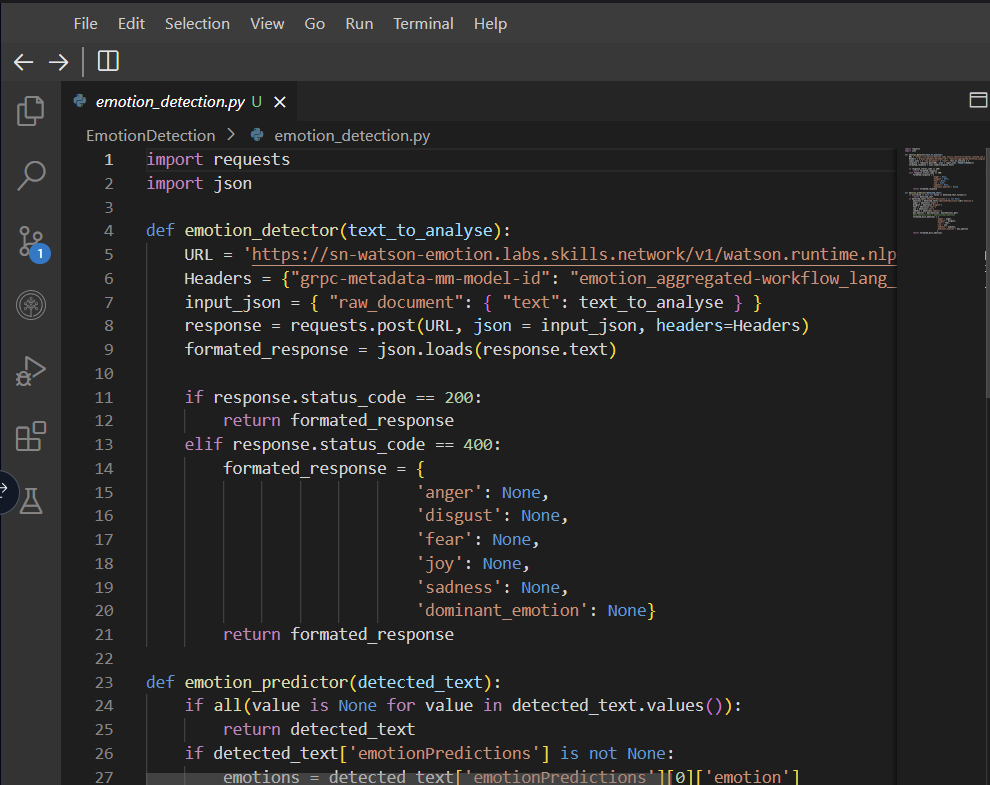 File Edit Selection View Go Run Terminal Help
emotion_detection.py U
EmotionDetection > emotion_detection.py
1 import requests
2 import json
3
4 def emotion_detector(text_to_analyse):
5 URL = 'https://sn-watson-emotion.labs.skills.network/v1/watson.runtime.nlp
6 Headers = {"grpc-metadata-mm-model-id": "emotion_aggregated-workflow_lang_
7 input_json = { "raw_document": { "text": text_to_analyse } }
8 response = requests.post(URL, json = input_json, headers=Headers)
9 formated_response = json.loads(response.text)
10
11 if response.status_code == 200:
12 return formated_response
13 elif response.status_code == 400:
14 formated_response = {
15 'anger': None,
16 'disgust': None,
17 'fear': None,
18 'joy': None,
19 'sadness': None,
20 'dominant_emotion': None}
21 return formated_response
22
23 def emotion_predictor(detected_text):
24 if all(value is None for value in detected_text.values()):
25 return detected_text
26 if detected_text['emotionPredictions'] is not None:
27 emotions = detected_text['emotionPredictions'][0]['emotion']
1